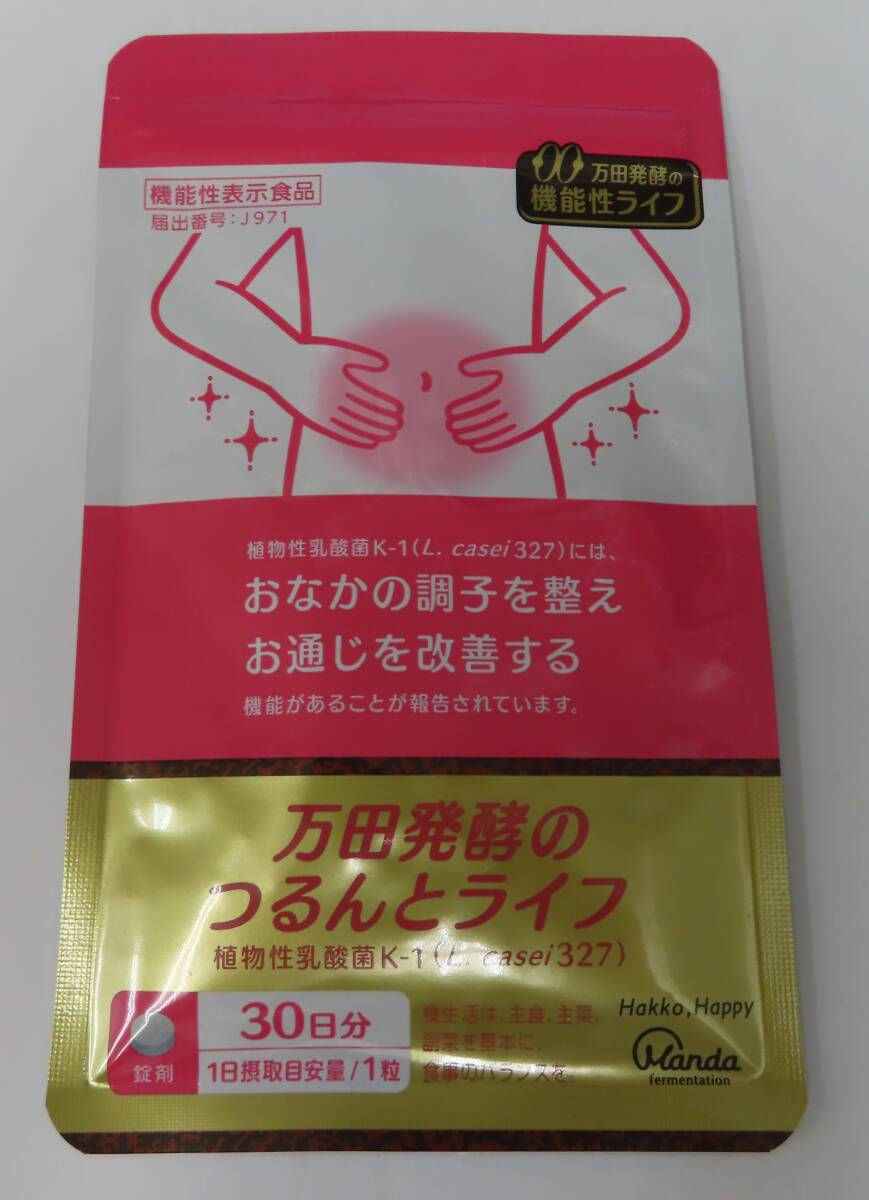 機能性表示食品
届出番号:J971
万田発酵の
機能性ライフ
植物性乳酸菌K-1(L. casei 327)には、
おなかの調子を整え
お通じを改善する
機能があることが報告されています。
万田発酵の
つるんとライフ
植物性乳酸菌K-1(L. casei 327)
錠剤
30日分
1日摂取目安量/1粒
食生活は、主食、主菜、
副菜を基本に、
食事のバランスを。
Hakko,Happy
Manda
fermentation